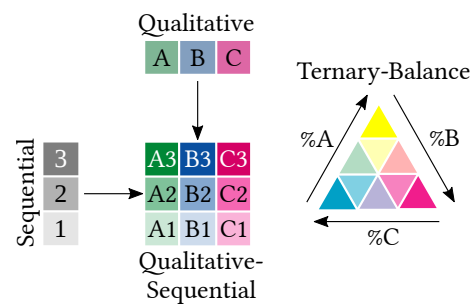 Qualitative
A B C
Ternary-Balance
%A
%B
%C
Sequential
3
2
1
A3 B3 C3
A2 B2 C2
A1 B1 C1
Qualitative-
Sequential